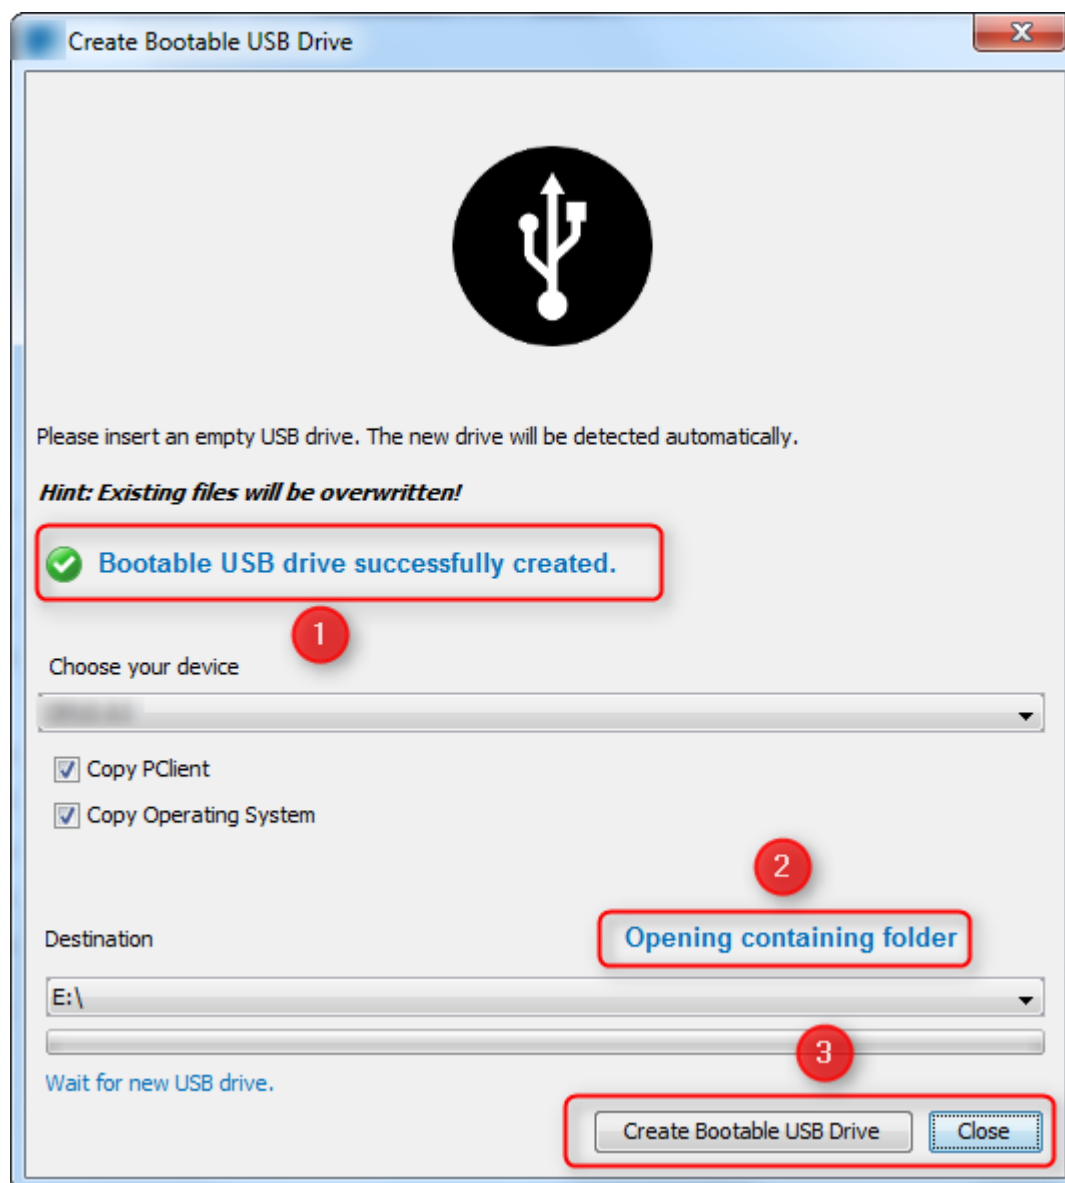 Create Bootable USB Drive
Please insert an empty USB drive. The new drive will be detected automatically.
Hint: Existing files will be overwritten!
Bootable USB drive successfully created.
1
Choose your device
Copy PClient
Copy Operating System
2
Destination
Opening containing folder
E:\
3
Wait for new USB drive.
Create Bootable USB Drive
Close